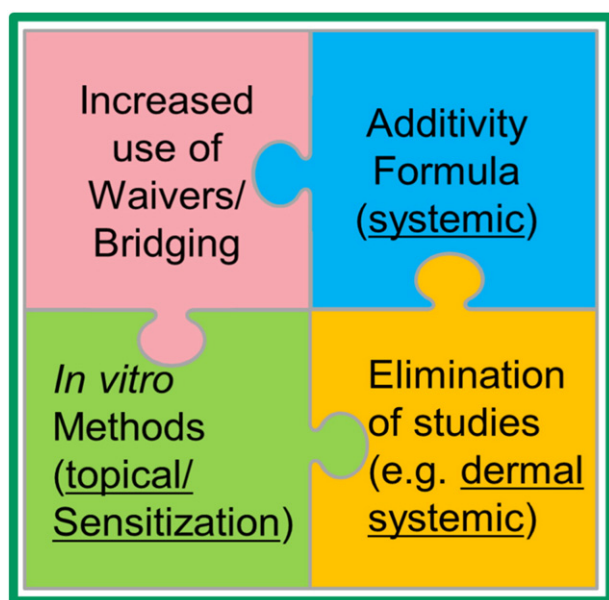 Increased
use of
Waivers/
Bridging
Additivity
Formula
(systemic)
In vitro
Methods
(topical/
Sensitization)
Elimination
of studies
(e.g. dermal
systemic)